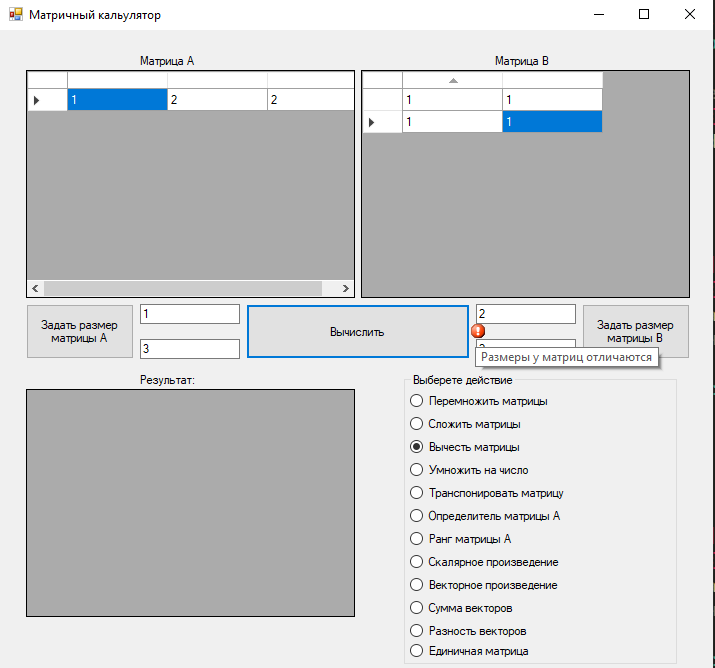 Матричный калькулятор
Матрица A
Матрица B
1 2 2
1 1
1 1
Задать размер
матрицы A
1
3
Вычислить
2
Задать размер
матрицы B
Размеры у матриц отличаются
Результат:
Выберете действие
Перемножить матрицы
Сложить матрицы
Вычесть матрицы
Умножить на число
Транспонировать матрицу
Определитель матрицы A
Ранг матрицы A
Скалярное произведение
Векторное произведение
Сумма векторов
Разность векторов
Единичная матрица